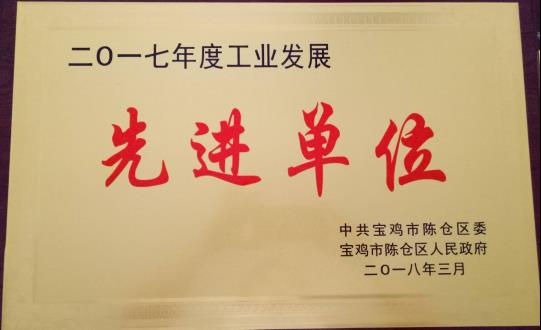 二〇一七年度工业发展
先进单位
中共宝鸡市陈仓区委
宝鸡市陈仓区人民政府
二〇一八年三月